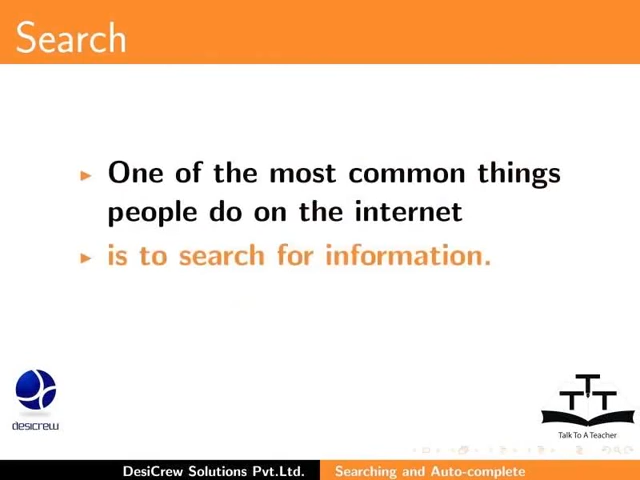 Search
One of the most common things
people do on the internet
is to search for information.
desicrew
TTT
Talk To A Teacher
DesiCrew Solutions Pvt.Ltd.
Searching and Auto-complete